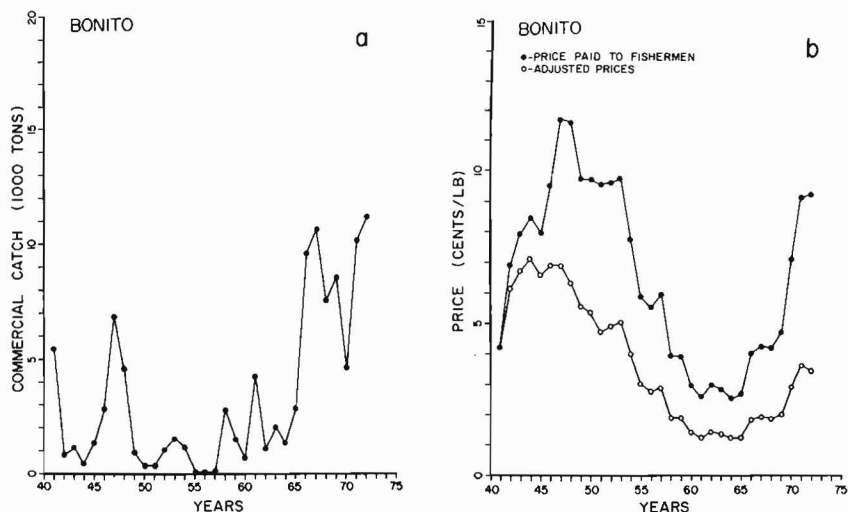 BONITO
a
COMMERCIAL CATCH (1000 TONS)
20
15
10
5
0
40 45 50 55 60 65 70 75
YEARS
BONITO
b
•-PRICE PAID TO FISHERMEN
o-ADJUSTED PRICES
PRICE (CENTS/LB)
15
10
5
0
40 45 50 55 60 65 70 75
YEARS